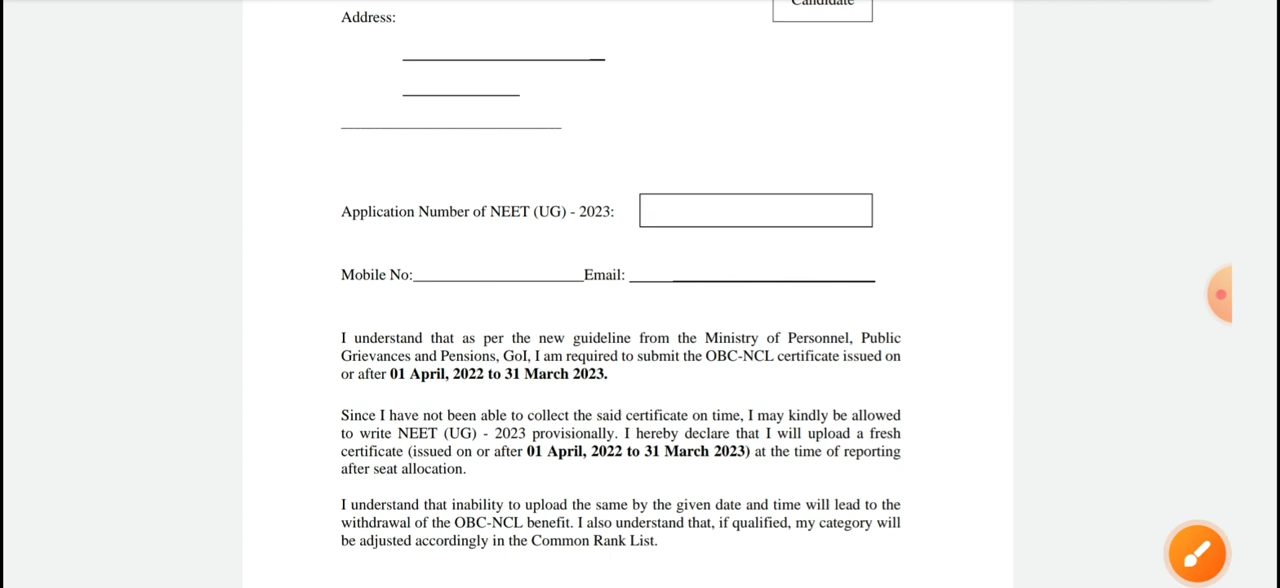 Candidate
Address:
Application Number of NEET (UG) - 2023:
Mobile No:____________________Email: ____________________
I understand that as per the new guideline from the Ministry of Personnel, Public
Grievances and Pensions, GoI, I am required to submit the OBC-NCL certificate issued on
or after 01 April, 2022 to 31 March 2023.
Since I have not been able to collect the said certificate on time, I may kindly be allowed
to write NEET (UG) - 2023 provisionally. I hereby declare that I will upload a fresh
certificate (issued on or after 01 April, 2022 to 31 March 2023) at the time of reporting
after seat allocation.
I understand that inability to upload the same by the given date and time will lead to the
withdrawal of the OBC-NCL benefit. I also understand that, if qualified, my category will
be adjusted accordingly in the Common Rank List.